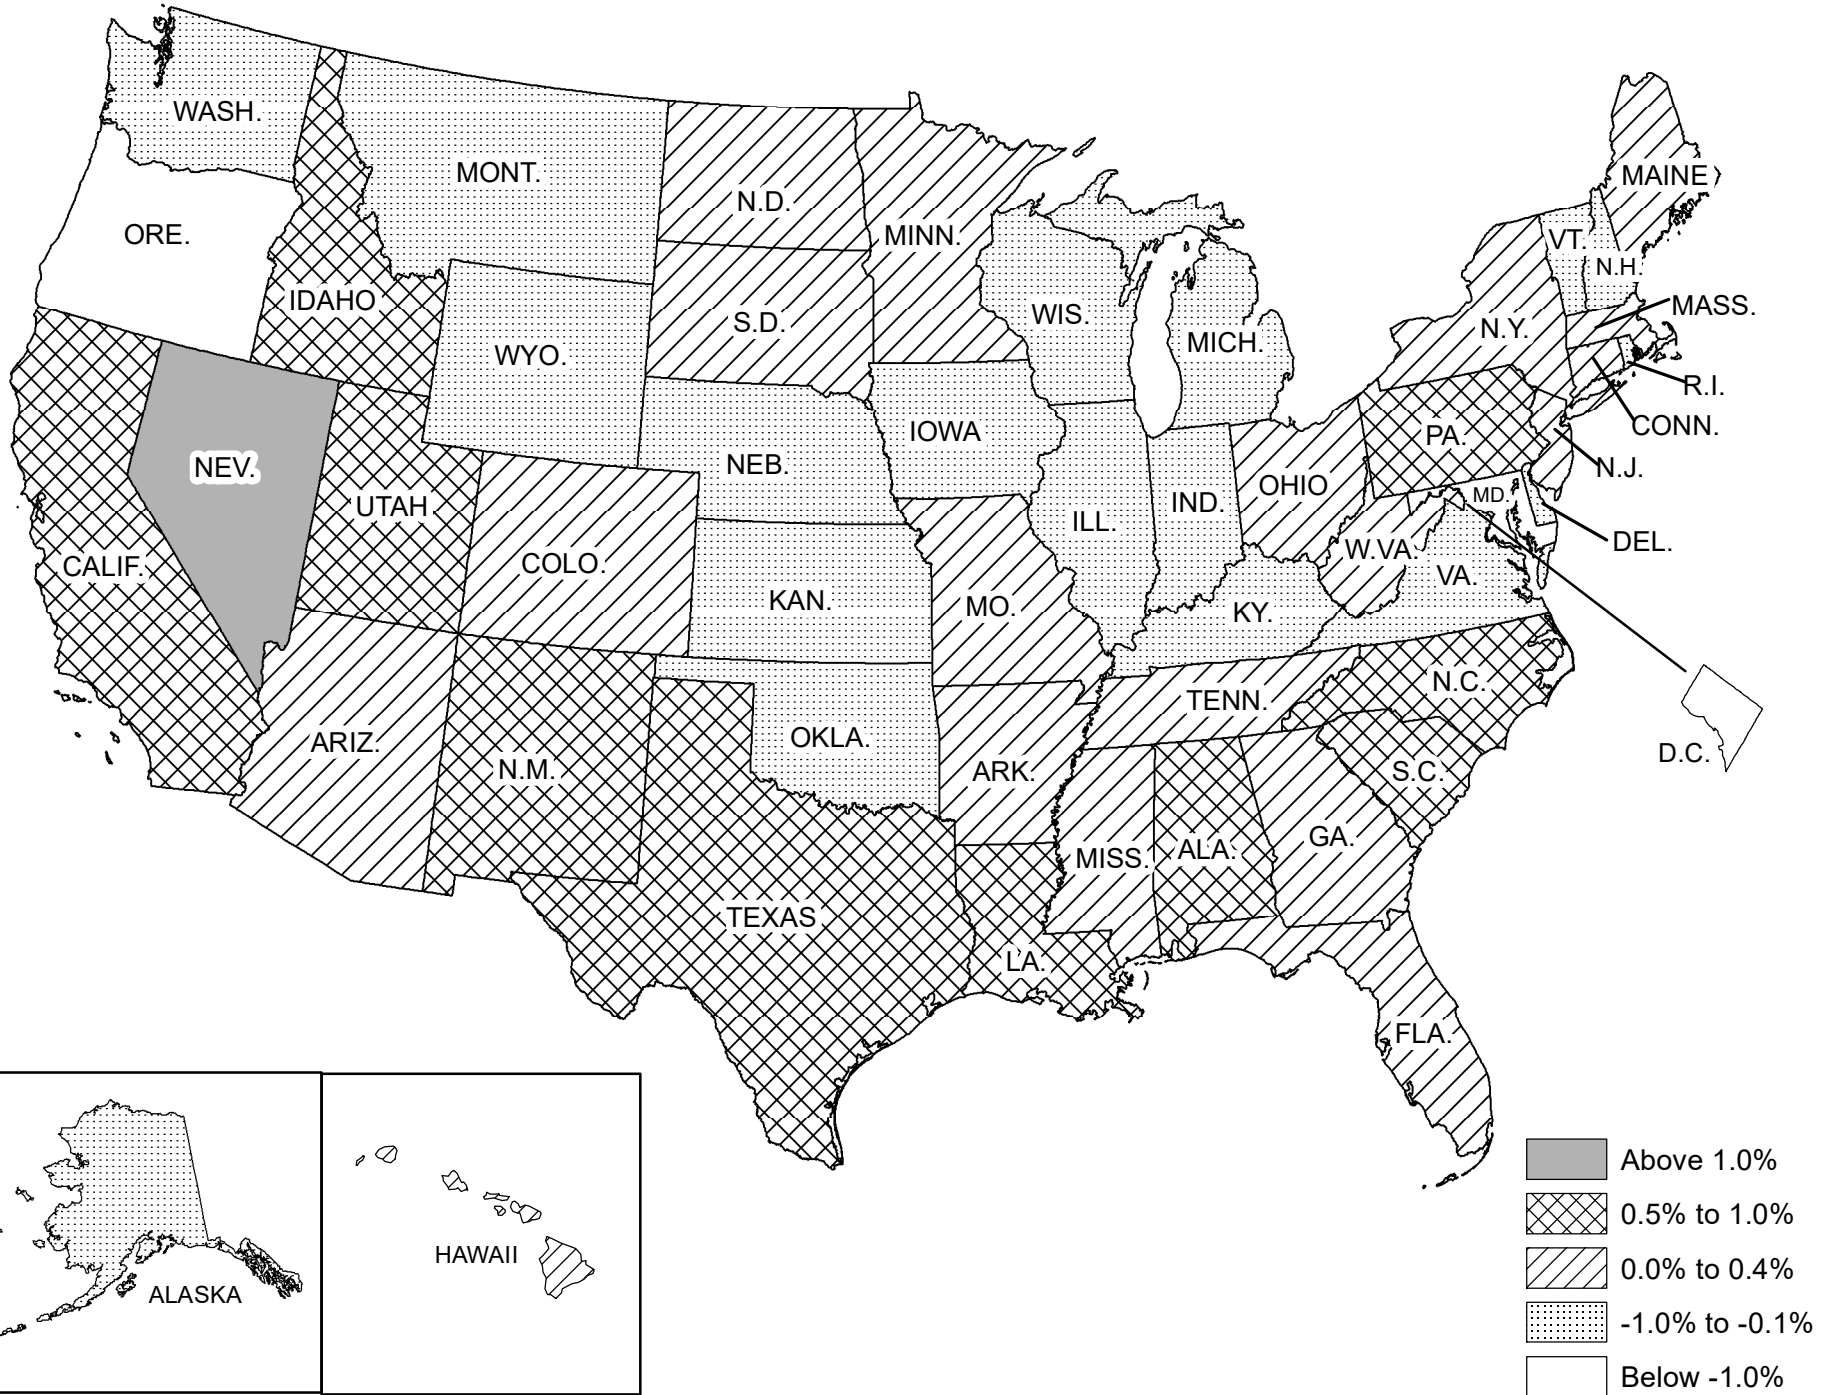 WASH.
MONT.
N.D.
MINN.
MAINE
ORE.
VT.
N.H.
IDAHO
WYO.
S.D.
WIS.
MICH.
N.Y.
MASS.
R.I.
CONN.
NEV.
UTAH
NEB.
IOWA
ILL.
IND.
OHIO
PA.
N.J.
MD.
DEL.
CALIF.
COLO.
KAN.
MO.
KY.
W.VA.
VA.
D.C.
ARIZ.
N.M.
OKLA.
ARK.
TENN.
N.C.
S.C.
TEXAS
LA.
MISS.
ALA.
GA.
FLA.
ALASKA
HAWAII
Above 1.0%
0.5% to 1.0%
0.0% to 0.4%
-1.0% to -0.1%
Below -1.0%